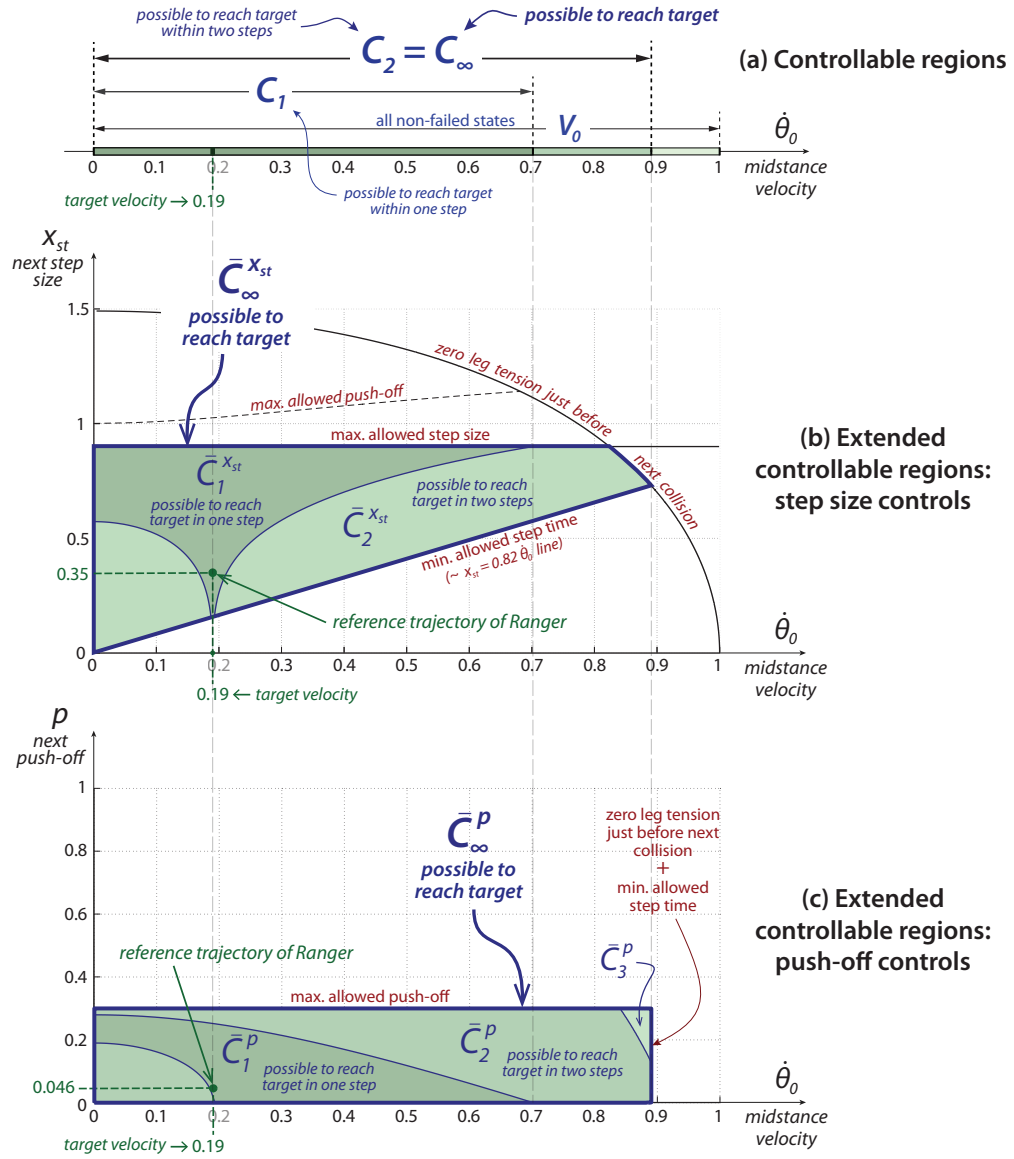 possible to reach target
within two steps
possible to reach target
C₂ = C∞
(a) Controllable regions
C₁
all non-failed states
V₀
θ̇₀
0 0.1 0.2 0.3 0.4 0.5 0.6 0.7 0.8 0.9 1
midstance
velocity
target velocity → 0.19
possible to reach target
within one step
x_st
next step
size
C̄∞^{x_st}
possible to
reach target
1.5
zero leg tension just before
next collision
max. allowed push-off
1
max. allowed step size
(b) Extended
controllable regions:
step size controls
C̄₁^{x_st}
possible to reach
target in one step
possible to reach
target in two steps
C̄₂^{x_st}
0.5
min. allowed step time
(~ x_st = 0.82 θ̇₀ line)
0.35
reference trajectory of Ranger
θ̇₀
0
0 0.1 0.2 0.3 0.4 0.5 0.6 0.7 0.8 0.9 1
midstance
velocity
0.19 ← target velocity
p
next
push-off
1
C̄∞^p
possible to
reach target
zero leg tension
just before next
collision
+
min. allowed
step time
0.8
0.6
(c) Extended
controllable regions:
push-off controls
reference trajectory of Ranger
C̄₃^p
0.4
max. allowed push-off
0.2
C̄₁^p
possible to reach
target in one step
C̄₂^p
possible to reach
target in two steps
0.046
θ̇₀
0
0 0.1 0.2 0.3 0.4 0.5 0.6 0.7 0.8 0.9 1
midstance
velocity
target velocity → 0.19